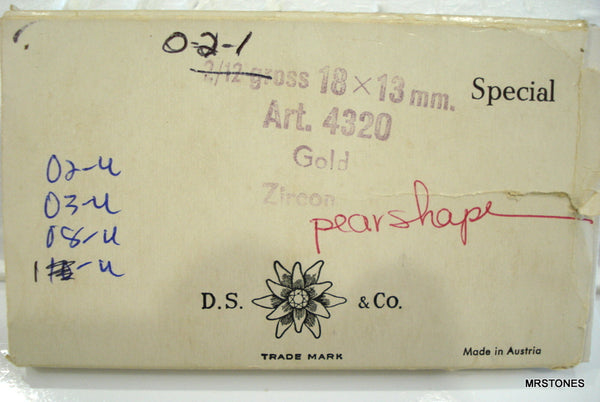 0-2-1
2/12 gross 18×13 mm.
Special
Art. 4320
Gold
Zircon
pearshape
02-U
03-U
08-U
D.S. & Co.
TRADE MARK
Made in Austria
MRSTONES